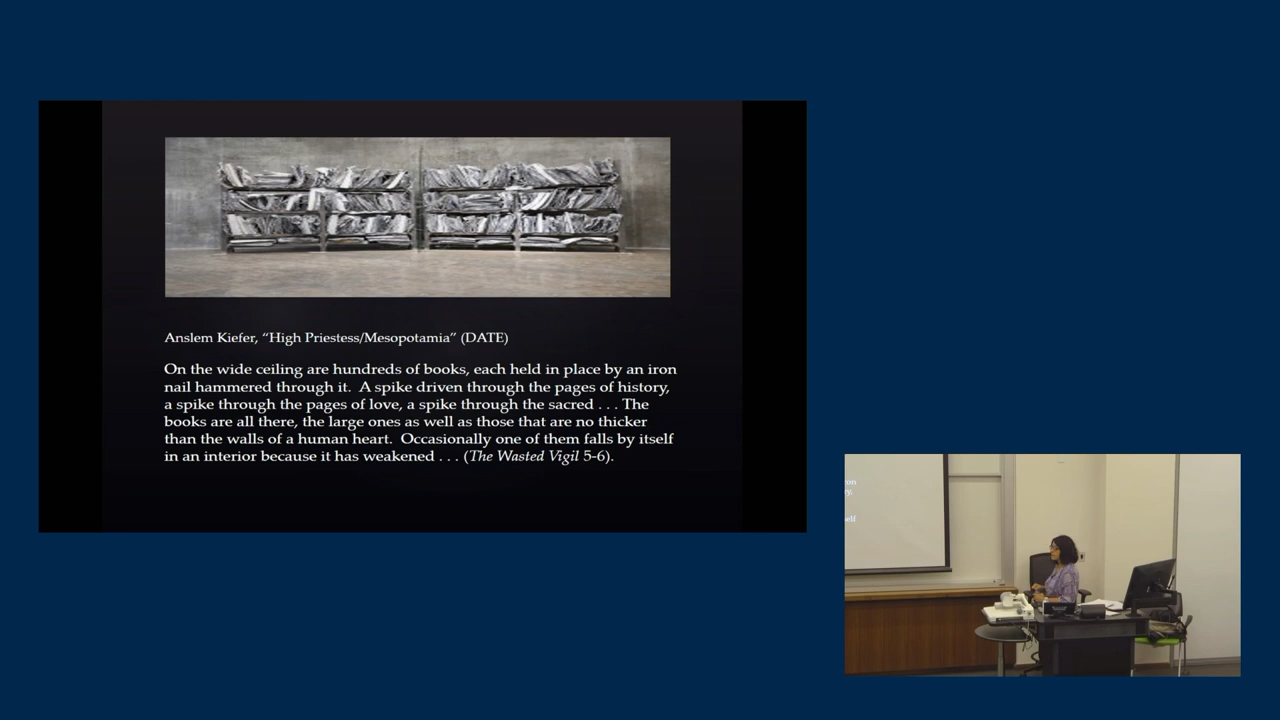 Anslem Kiefer, “High Priestess/Mesopotamia” (DATE)
On the wide ceiling are hundreds of books, each held in place by an iron
nail hammered through it.  A spike driven through the pages of history,
a spike through the pages of love, a spike through the sacred . . . The
books are all there, the large ones as well as those that are no thicker
than the walls of a human heart.  Occasionally one of them falls by itself
in an interior because it has weakened . . . (The Wasted Vigil 5-6).